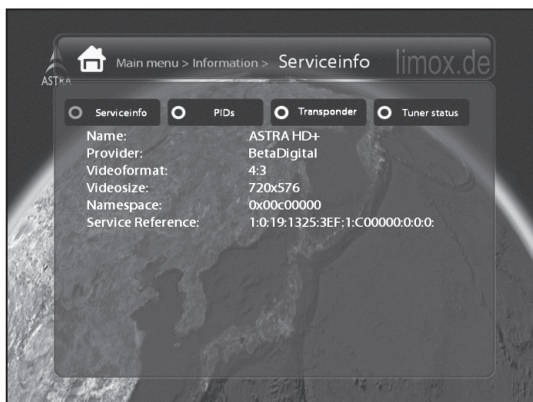 Main menu > Information > Serviceinfo limox.de
ASTRA
Serviceinfo PIDs Transponder Tuner status
Name: ASTRA HD+
Provider: BetaDigital
Videoformat: 4:3
Videosize: 720x576
Namespace: 0x00c00000
Service Reference: 1:0:19:1325:3EF:1:C00000:0:0:0: